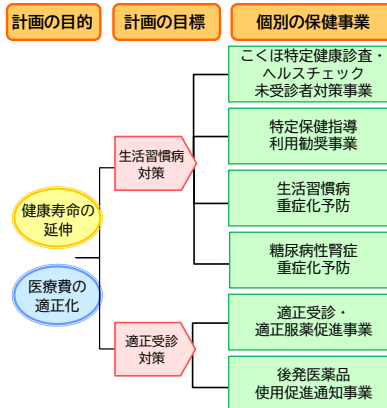 計画の目的
計画の目標
個別の保健事業
健康寿命の
延伸
医療費の
適正化
生活習慣病
対策
適正受診
対策
こくほ特定健康診査・
ヘルスチェック
未受診者対策事業
特定保健指導
利用勧奨事業
生活習慣病
重症化予防
糖尿病性腎症
重症化予防
適正受診・
適正服薬促進事業
後発医薬品
使用促進通知事業